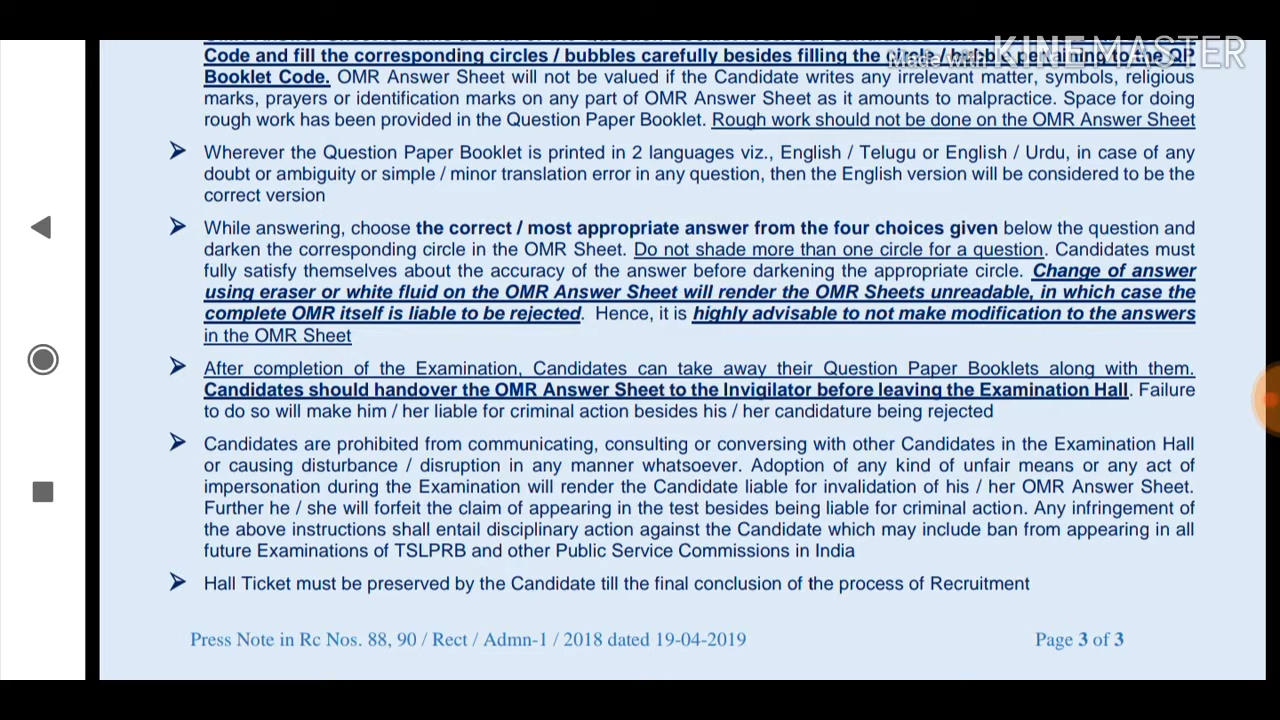 Code and fill the corresponding circles / bubbles carefully besides filling the circle / bubble pertaining to the QP
Made with KINEMASTER
Booklet Code. OMR Answer Sheet will not be valued if the Candidate writes any irrelevant matter, symbols, religious
marks, prayers or identification marks on any part of OMR Answer Sheet as it amounts to malpractice. Space for doing
rough work has been provided in the Question Paper Booklet. Rough work should not be done on the OMR Answer Sheet
Wherever the Question Paper Booklet is printed in 2 languages viz., English / Telugu or English / Urdu, in case of any
doubt or ambiguity or simple / minor translation error in any question, then the English version will be considered to be the
correct version
While answering, choose the correct / most appropriate answer from the four choices given below the question and
darken the corresponding circle in the OMR Sheet. Do not shade more than one circle for a question. Candidates must
fully satisfy themselves about the accuracy of the answer before darkening the appropriate circle. Change of answer
using eraser or white fluid on the OMR Answer Sheet will render the OMR Sheets unreadable, in which case the
complete OMR itself is liable to be rejected. Hence, it is highly advisable to not make modification to the answers
in the OMR Sheet
After completion of the Examination, Candidates can take away their Question Paper Booklets along with them.
Candidates should handover the OMR Answer Sheet to the Invigilator before leaving the Examination Hall. Failure
to do so will make him / her liable for criminal action besides his / her candidature being rejected
Candidates are prohibited from communicating, consulting or conversing with other Candidates in the Examination Hall
or causing disturbance / disruption in any manner whatsoever. Adoption of any kind of unfair means or any act of
impersonation during the Examination will render the Candidate liable for invalidation of his / her OMR Answer Sheet.
Further he / she will forfeit the claim of appearing in the test besides being liable for criminal action. Any infringement of
the above instructions shall entail disciplinary action against the Candidate which may include ban from appearing in all
future Examinations of TSLPRB and other Public Service Commissions in India
Hall Ticket must be preserved by the Candidate till the final conclusion of the process of Recruitment
Press Note in Rc Nos. 88, 90 / Rect / Admn-1 / 2018 dated 19-04-2019
Page 3 of 3